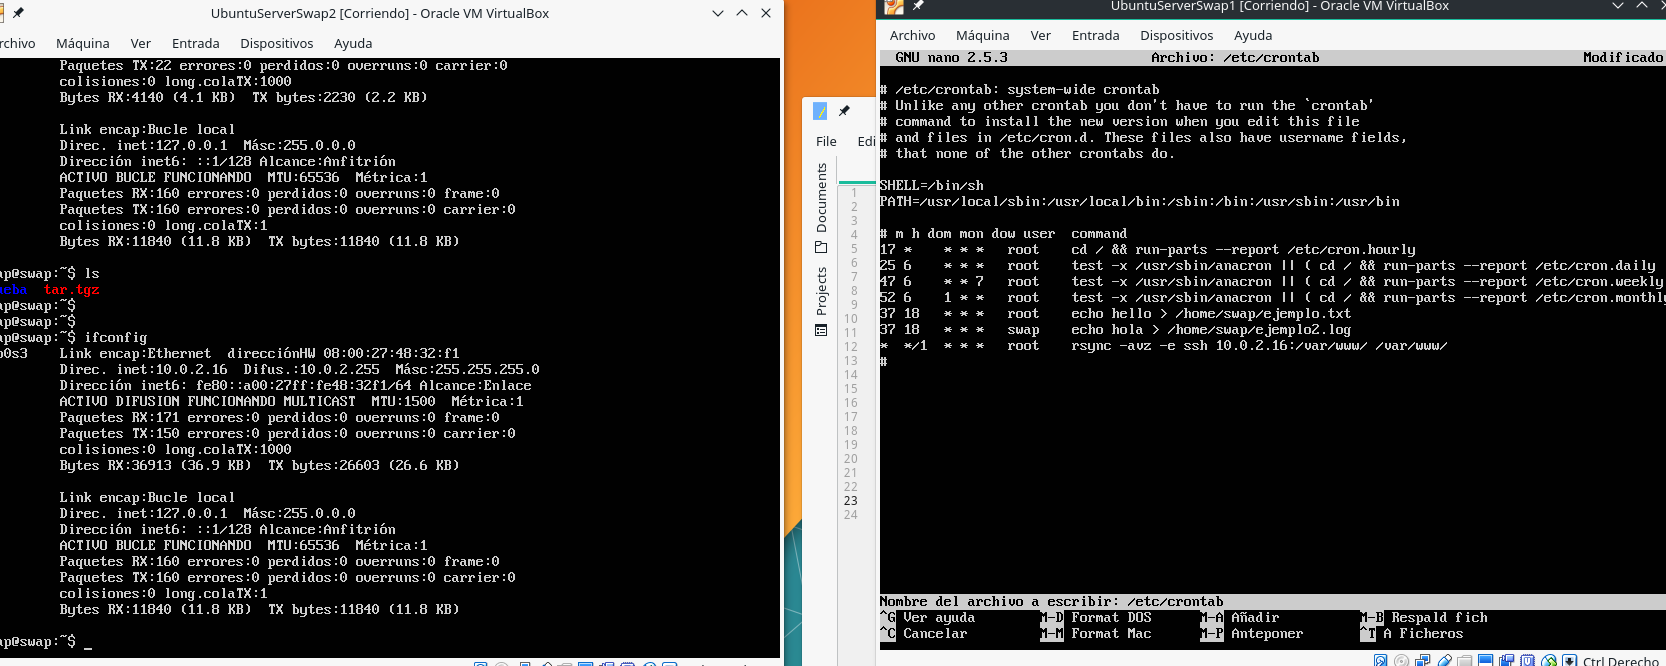 UbuntuServerSwap2 [Corriendo] - Oracle VM VirtualBox
rchivo Máquina Ver Entrada Dispositivos Ayuda
Paquetes TX:22 errores:0 perdidos:0 overruns:0 carrier:0
colisiones:0 long.colaTX:1000
Bytes RX:4140 (4.1 KB)  TX bytes:2230 (2.2 KB)
Link encap:Bucle local
Direc. inet:127.0.0.1  Másc:255.0.0.0
Dirección inet6: ::1/128 Alcance:Anfitrión
ACTIVO BUCLE FUNCIONANDO  MTU:65536  Métrica:1
Paquetes RX:160 errores:0 perdidos:0 overruns:0 frame:0
Paquetes TX:160 errores:0 perdidos:0 overruns:0 carrier:0
colisiones:0 long.colaTX:1
Bytes RX:11840 (11.8 KB)  TX bytes:11840 (11.8 KB)
ap@swap:~$ ls
eba  tar.tgz
ap@swap:~$
ap@swap:~$
ap@swap:~$ ifconfig
p0s3  Link encap:Ethernet  direcciónHW 08:00:27:48:32:f1
Direc. inet:10.0.2.16  Difus.:10.0.2.255  Másc:255.255.255.0
Dirección inet6: fe80::a00:27ff:fe48:32f1/64 Alcance:Enlace
ACTIVO DIFUSION FUNCIONANDO MULTICAST  MTU:1500  Métrica:1
Paquetes RX:171 errores:0 perdidos:0 overruns:0 frame:0
Paquetes TX:150 errores:0 perdidos:0 overruns:0 carrier:0
colisiones:0 long.colaTX:1000
Bytes RX:36913 (36.9 KB)  TX bytes:26603 (26.6 KB)
Link encap:Bucle local
Direc. inet:127.0.0.1  Másc:255.0.0.0
Dirección inet6: ::1/128 Alcance:Anfitrión
ACTIVO BUCLE FUNCIONANDO  MTU:65536  Métrica:1
Paquetes RX:160 errores:0 perdidos:0 overruns:0 frame:0
Paquetes TX:160 errores:0 perdidos:0 overruns:0 carrier:0
colisiones:0 long.colaTX:1
Bytes RX:11840 (11.8 KB)  TX bytes:11840 (11.8 KB)
ap@swap:~$ _
File Edi
Documents
Projects
1
2
3
4
5
6
7
8
9
10
11
12
13
14
15
16
17
18
19
20
21
22
23
24
UbuntuServerSwap1 [Corriendo] - Oracle VM VirtualBox
Archivo Máquina Ver Entrada Dispositivos Ayuda
GNU nano 2.5.3 Archivo: /etc/crontab Modificado
# /etc/crontab: system-wide crontab
# Unlike any other crontab you don't have to run the `crontab'
# command to install the new version when you edit this file
# and files in /etc/cron.d. These files also have username fields,
# that none of the other crontabs do.
SHELL=/bin/sh
PATH=/usr/local/sbin:/usr/local/bin:/sbin:/bin:/usr/sbin:/usr/bin
# m h dom mon dow user  command
17 *    * * *   root    cd / && run-parts --report /etc/cron.hourly
25 6    * * *   root    test -x /usr/sbin/anacron || ( cd / && run-parts --report /etc/cron.daily
47 6    * * 7   root    test -x /usr/sbin/anacron || ( cd / && run-parts --report /etc/cron.weekly
52 6    1 * *   root    test -x /usr/sbin/anacron || ( cd / && run-parts --report /etc/cron.monthly
37 18   * * *   root    echo hello > /home/swap/ejemplo.txt
37 18   * * *   swap    echo hola > /home/swap/ejemplo2.log
*  */1  * * *   root    rsync -avz -e ssh 10.0.2.16:/var/www/ /var/www/
#
Nombre del archivo a escribir: /etc/crontab
^G Ver ayuda M-D Format DOS M-A Añadir M-B Respald fich
^C Cancelar M-M Format Mac M-P Anteponer ^T A Ficheros
Ctrl Derecho